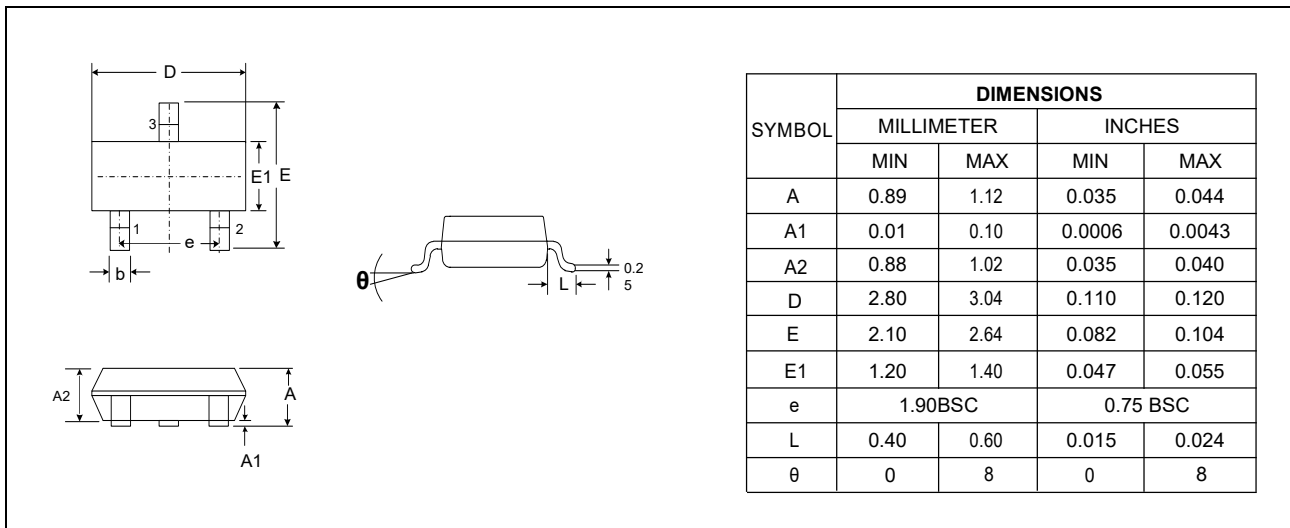 D
3
E1 E
1 2
e
b
θ
L
0.2
5
A2
A
A1
DIMENSIONS
SYMBOL MILLIMETER INCHES
MIN MAX MIN MAX
A 0.89 1.12 0.035 0.044
A1 0.01 0.10 0.0006 0.0043
A2 0.88 1.02 0.035 0.040
D 2.80 3.04 0.110 0.120
E 2.10 2.64 0.082 0.104
E1 1.20 1.40 0.047 0.055
e 1.90BSC 0.75 BSC
L 0.40 0.60 0.015 0.024
θ 0 8 0 8